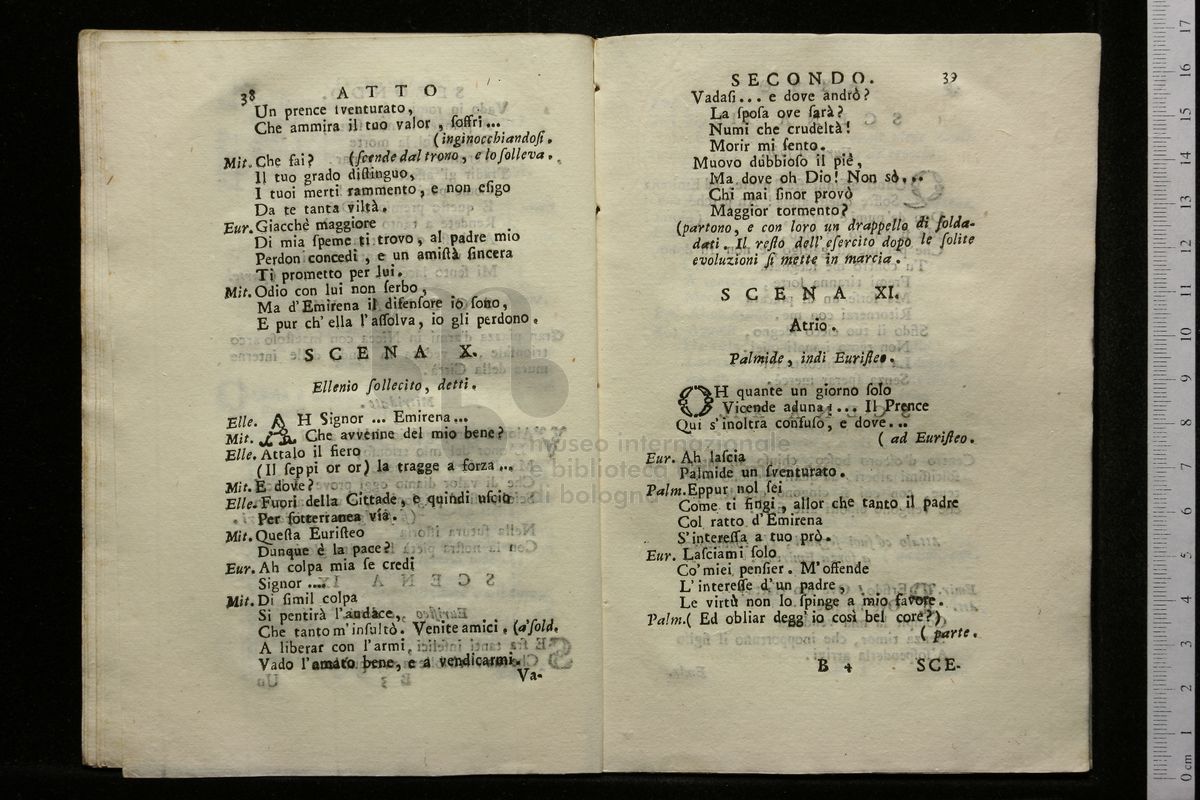 38 ATTO
Un prence sventurato,
Che ammira il tuo valor, soffri...
(inginocchiandosi.
Mit. Che fai? (scende dal trono, e lo solleva.
Il tuo grado distinguo,
I tuoi merti rammento, e non esigo
Da te tanta viltà.
Eur. Giacchè maggiore
Di mia speme ti trovo, al padre mio
Perdon concedi, e un amistà sincera
Ti prometto per lui.
Mit. Odio con lui non serbo,
Ma d'Emirena il difensore io sono,
E pur ch'ella l'assolva, io gli perdono.
SCENA X.
Ellenio sollecito, detti.
Elle. AH Signor ... Emirena...
Mit. Che avvenne del mio bene?
Elle. Attalo il fiero
(Il seppi or or) la tragge a forza ...
Mit. E dove?
Elle. Fuori della Cittade, e quindi uscio
Per sotterranea via.
Mit. Questa Euristeo
Dunque è la pace?
Eur. Ah colpa mia se credi
Signor ....
Mit. Di simil colpa
Si pentirà l'audace,
Che tanto m'insultò. Venite amici. (a'sold.
A liberar con l'armi
Vado l'amato bene, e a vendicarmi.
Va-
SECONDO. 39
Vadasi... e dove andrò?
La sposa ove sarà?
Numi che crudeltà!
Morir mi sento.
Muovo dubbioso il piè,
Ma dove oh Dio! Non sò...
Chi mai finor provò
Maggior tormento?
(partono, e con loro un drappello di solda-
dati. Il resto dell'esercito dopo le solite
evoluzioni si mette in marcia.
SCENA XI.
Atrio.
Palmide, indi Euristeo.
OH quante un giorno solo
Vicende aduna! ... Il Prence
Qui s'inoltra confuso, e dove...
( ad Euristeo.
Eur. Ah lascia
Palmide un sventurato.
Palm. Eppur nol sei
Come ti fingi, allor che tanto il padre
Col ratto d'Emirena
S'interessa a tuo prò.
Eur. Lasciami solo
Co'miei pensier. M'offende
L'interesse d'un padre,
Le virtù non lo spinge a mio favore.
Palm. ( Ed obliar degg'io così bel core?)
( parte.
B 4 SCE-
museo internazionale
e biblioteca
di bologna